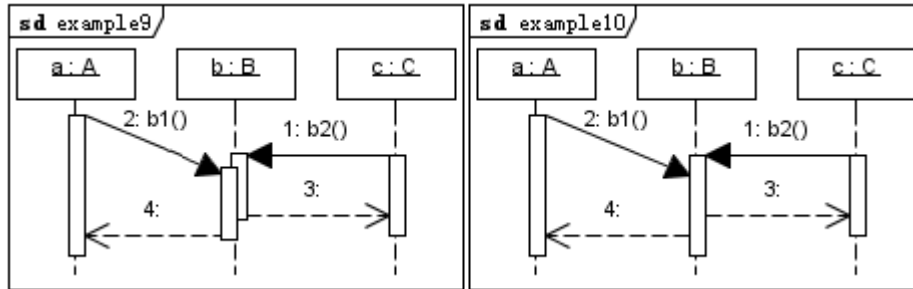 sd example9
a : A
b : B
c : C
2: b1()
1: b2()
3:
4:
sd example10
a : A
b : B
c : C
2: b1()
1: b2()
3:
4: